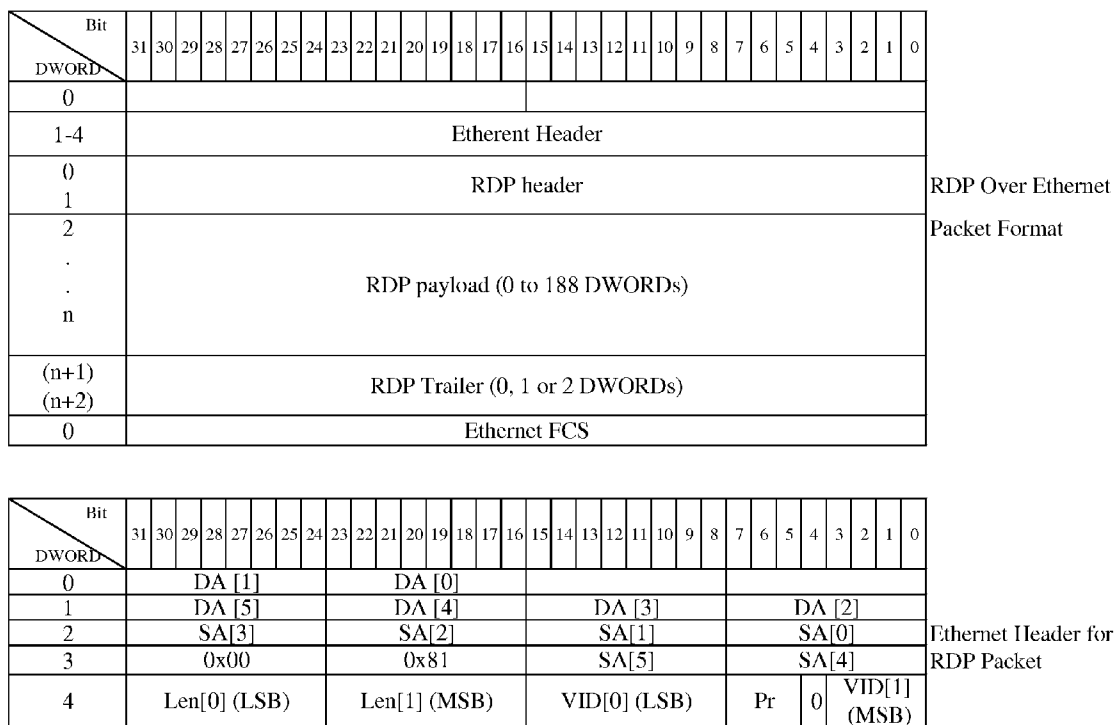 Bit
DWORD
31 30 29 28 27 26 25 24 23 22 21 20 19 18 17 16 15 14 13 12 11 10 9 8 7 6 5 4 3 2 1 0
0
1-4 Etherent Header
0
1
RDP header
RDP Over Ethernet
Packet Format
2
.
.
n
RDP payload (0 to 188 DWORDs)
(n+1)
(n+2)
RDP Trailer (0, 1 or 2 DWORDs)
0 Ethernet FCS
Bit
DWORD
31 30 29 28 27 26 25 24 23 22 21 20 19 18 17 16 15 14 13 12 11 10 9 8 7 6 5 4 3 2 1 0
0 DA [1] DA [0]
1 DA [5] DA [4] DA [3] DA [2]
2 SA[3] SA[2] SA[1] SA[0]
3 0x00 0x81 SA[5] SA[4]
4 Len[0] (LSB) Len[1] (MSB) VID[0] (LSB) Pr 0 VID[1]
(MSB)
Ethernet Header for
RDP Packet